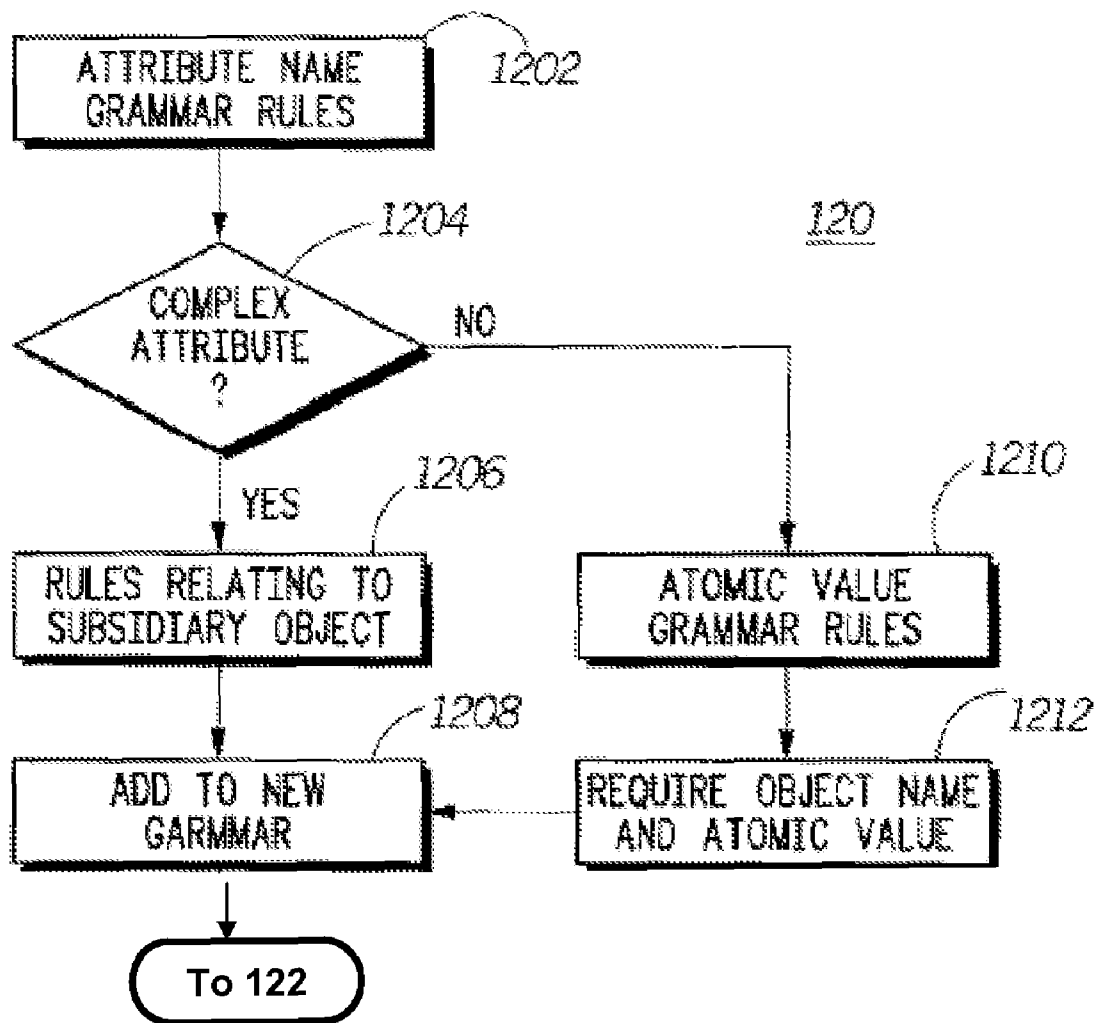 ATTRIBUTE NAME
GRAMMAR RULES
1202
1204
120
COMPLEX
ATTRIBUTE
?
NO
YES
1206
1210
RULES RELATING TO
SUBSIDIARY OBJECT
ATOMIC VALUE
GRAMMAR RULES
1208
1212
ADD TO NEW
GARMMAR
REQUIRE OBJECT NAME
AND ATOMIC VALUE
To 122